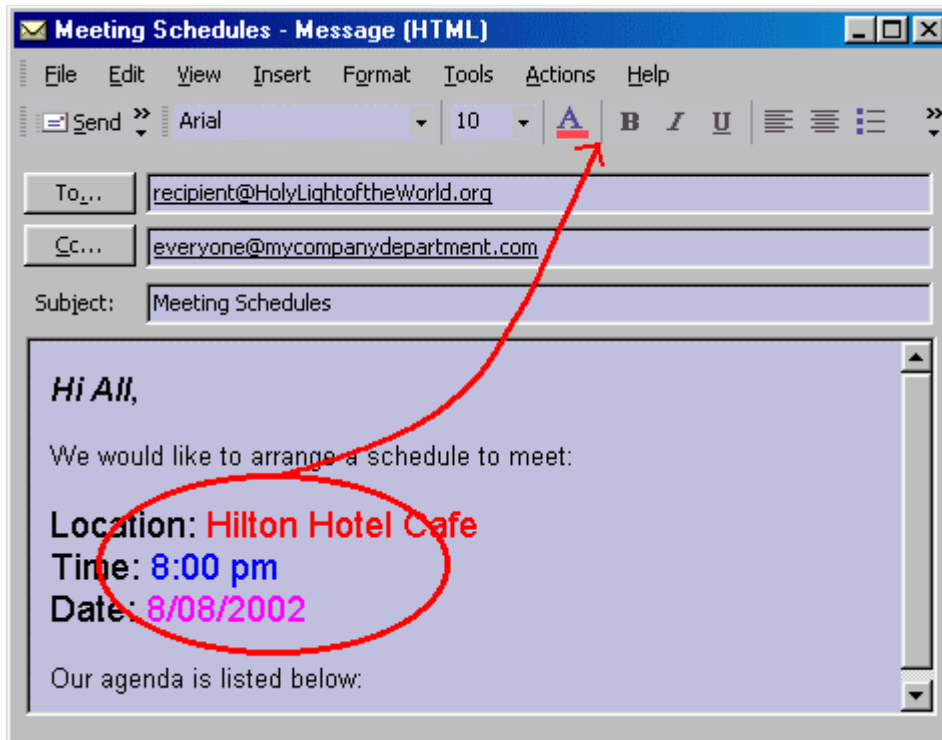 Meeting Schedules - Message (HTML)
File Edit View Insert Format Tools Actions Help
Send Arial 10 A B I U
To... recipient@HolyLightoftheWorld.org
Cc... everyone@mycompanydepartment.com
Subject: Meeting Schedules
Hi All,
We would like to arrange a schedule to meet:
Location: Hilton Hotel Cafe
Time: 8:00 pm
Date: 8/08/2002
Our agenda is listed below: